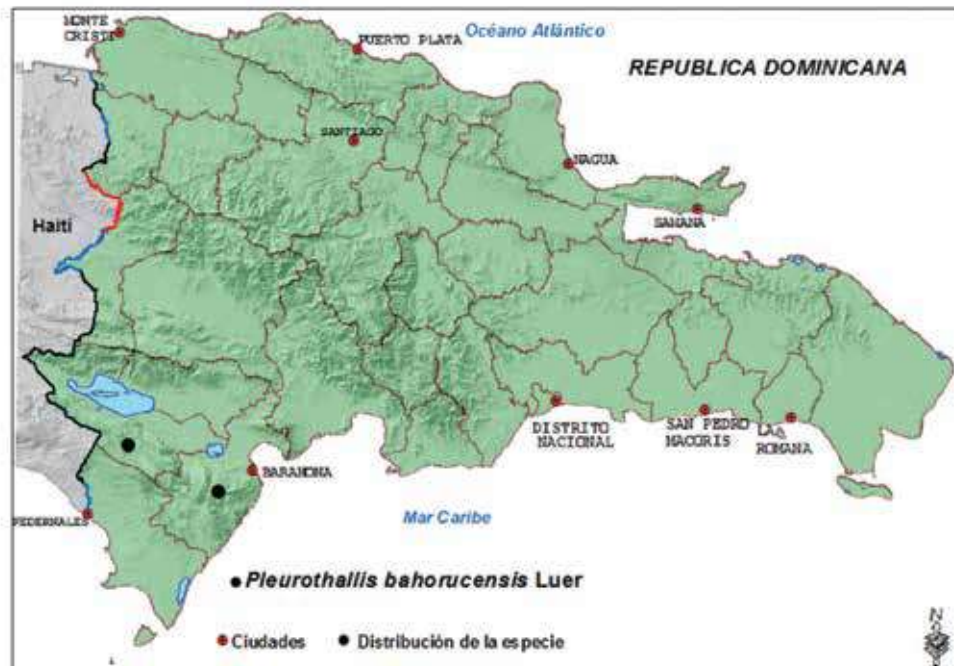 MONTE
CRISTI
PUERTO PLATA
Océano Atlántico
REPUBLICA DOMINICANA
SANTIAGO
NAGUA
SAMANA
Haití
DISTRITO
NACIONAL
SAN PEDRO
MACORIS
LA
ROMANA
BARAHONA
PEDERNALES
Mar Caribe
Pleurothallis bahorucensis Luer
Ciudades
Distribución de la especie